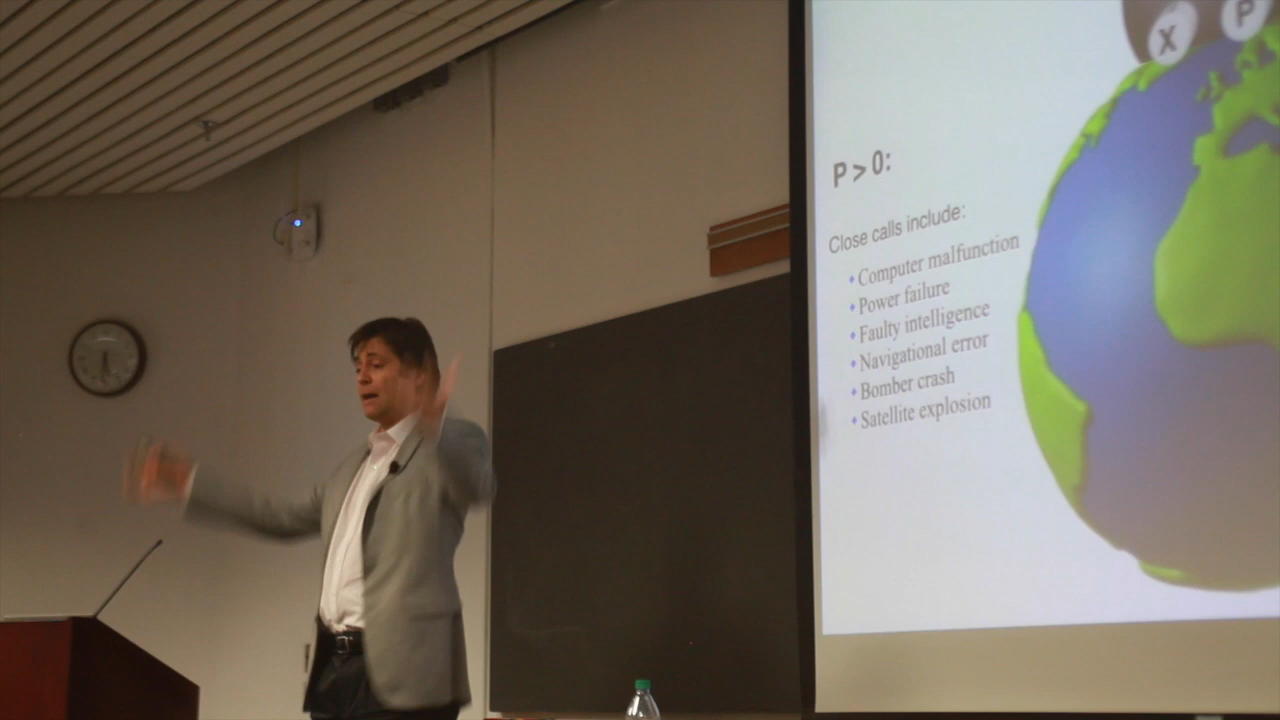 X P
P > 0:
Close calls include:
Computer malfunction
Power failure
Faulty intelligence
Navigational error
Bomber crash
Satellite explosion